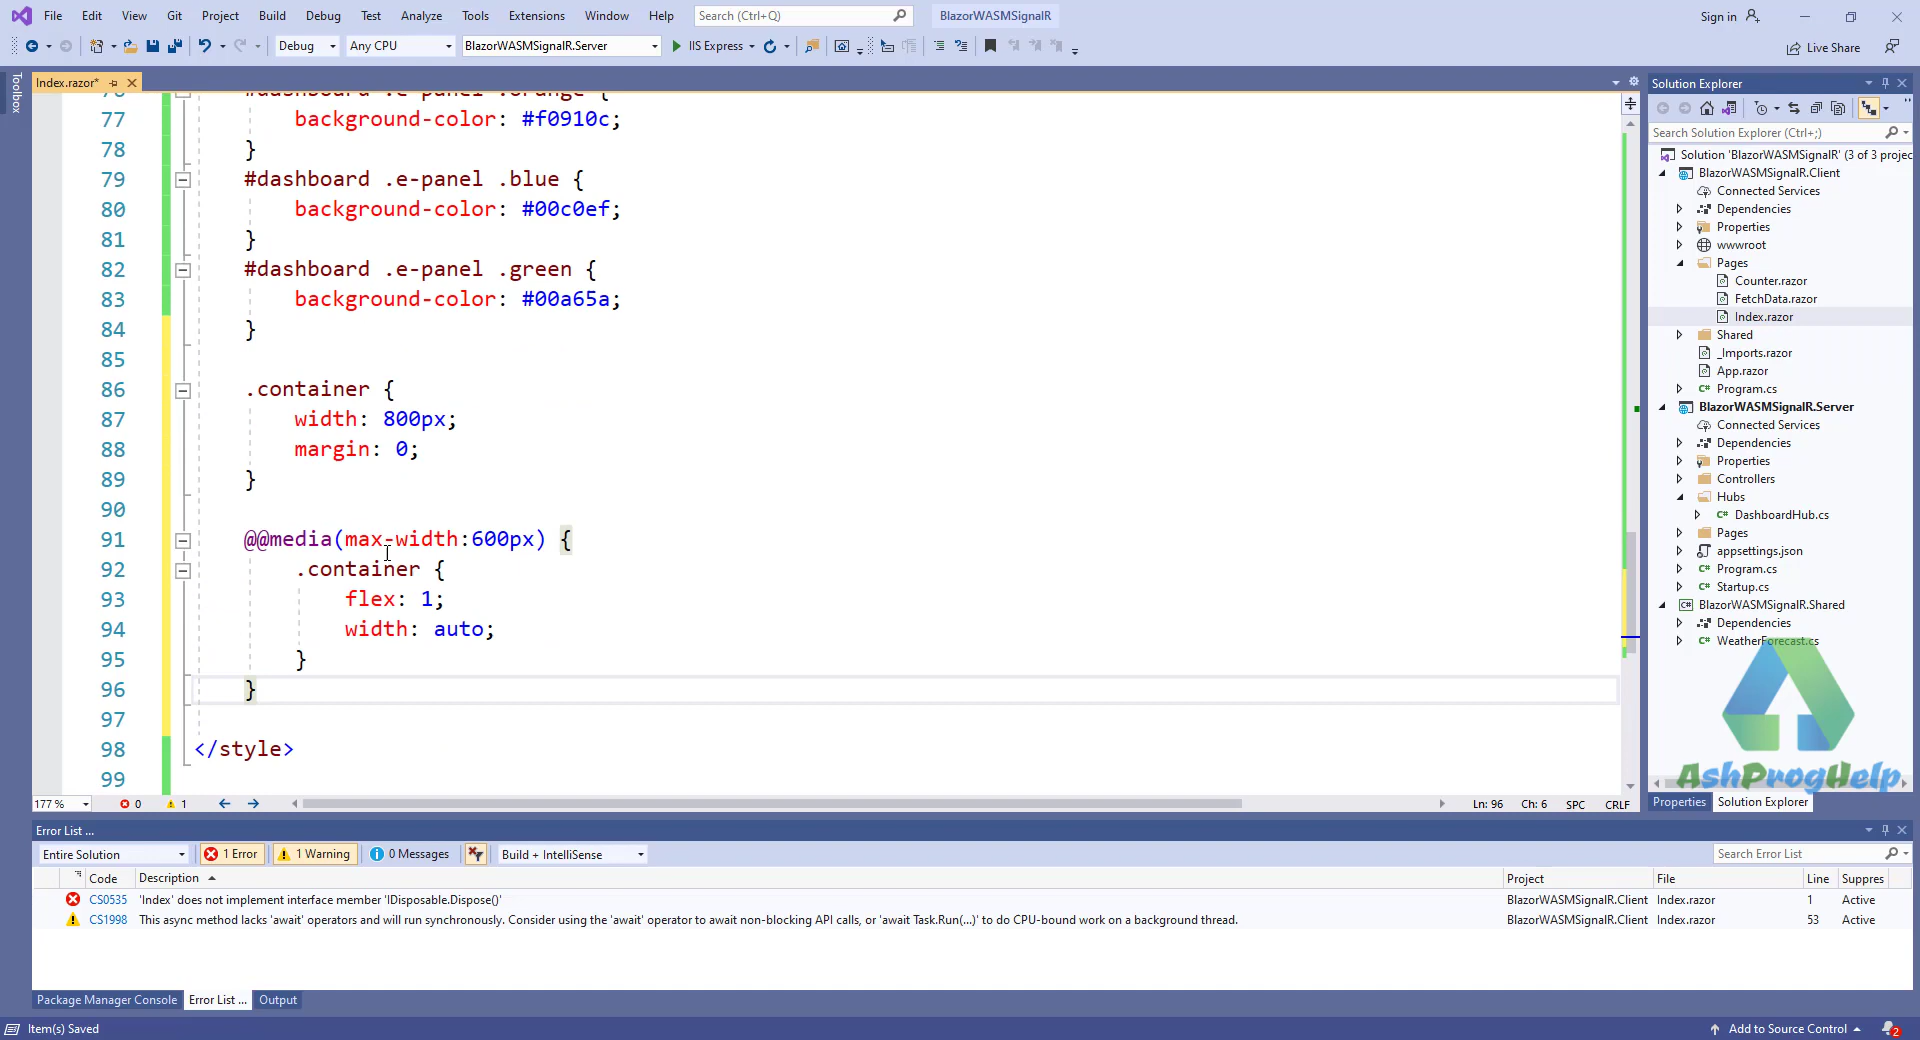 File Edit View Git Project Build Debug Test Analyze Tools Extensions Window Help Search (Ctrl+Q) BlazorWASMSignalR Sign in
Debug Any CPU BlazorWASMSignalR.Server IIS Express Live Share
Toolbox
Index.razor*
#dashboard .e-panel .orange {
77 background-color: #f0910c;
78 }
79 #dashboard .e-panel .blue {
80 background-color: #00c0ef;
81 }
82 #dashboard .e-panel .green {
83 background-color: #00a65a;
84 }
85
86 .container {
87 width: 800px;
88 margin: 0;
89 }
90
91 @@media(max-width:600px) {
92 .container {
93 flex: 1;
94 width: auto;
95 }
96 }
97
98 </style>
99
177 % 0 1 Ln: 96 Ch: 6 SPC CRLF
Solution Explorer
Search Solution Explorer (Ctrl+;)
Solution 'BlazorWASMSignalR' (3 of 3 projec
BlazorWASMSignalR.Client
Connected Services
Dependencies
Properties
wwwroot
Pages
Counter.razor
FetchData.razor
Index.razor
Shared
_Imports.razor
App.razor
C# Program.cs
BlazorWASMSignalR.Server
Connected Services
Dependencies
Properties
Controllers
Hubs
C# DashboardHub.cs
Pages
appsettings.json
C# Program.cs
C# Startup.cs
C# BlazorWASMSignalR.Shared
Dependencies
C# WeatherForecast.cs
AshProgHelp
Properties Solution Explorer
Error List ...
Entire Solution 1 Error 1 Warning 0 Messages Build + IntelliSense Search Error List
Code Description Project File Line Suppres
CS0535 'Index' does not implement interface member 'IDisposable.Dispose()' BlazorWASMSignalR.Client Index.razor 1 Active
CS1998 This async method lacks 'await' operators and will run synchronously. Consider using the 'await' operator to await non-blocking API calls, or 'await Task.Run(...)' to do CPU-bound work on a background thread. BlazorWASMSignalR.Client Index.razor 53 Active
Package Manager Console Error List ... Output
Item(s) Saved Add to Source Control 2